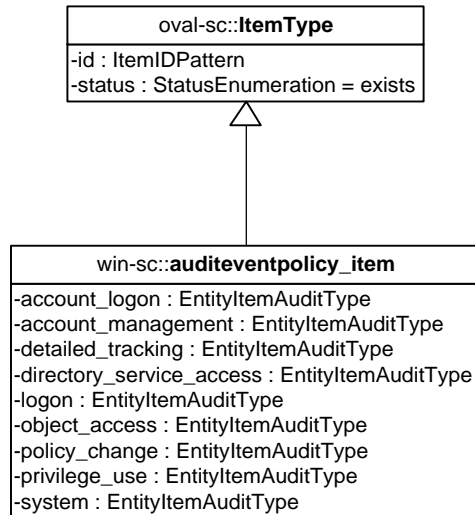 oval-sc::ItemType
-id : ItemIDPattern
-status : StatusEnumeration = exists
win-sc::auditeventpolicy_item
-account_logon : EntityItemAuditType
-account_management : EntityItemAuditType
-detailed_tracking : EntityItemAuditType
-directory_service_access : EntityItemAuditType
-logon : EntityItemAuditType
-object_access : EntityItemAuditType
-policy_change : EntityItemAuditType
-privilege_use : EntityItemAuditType
-system : EntityItemAuditType